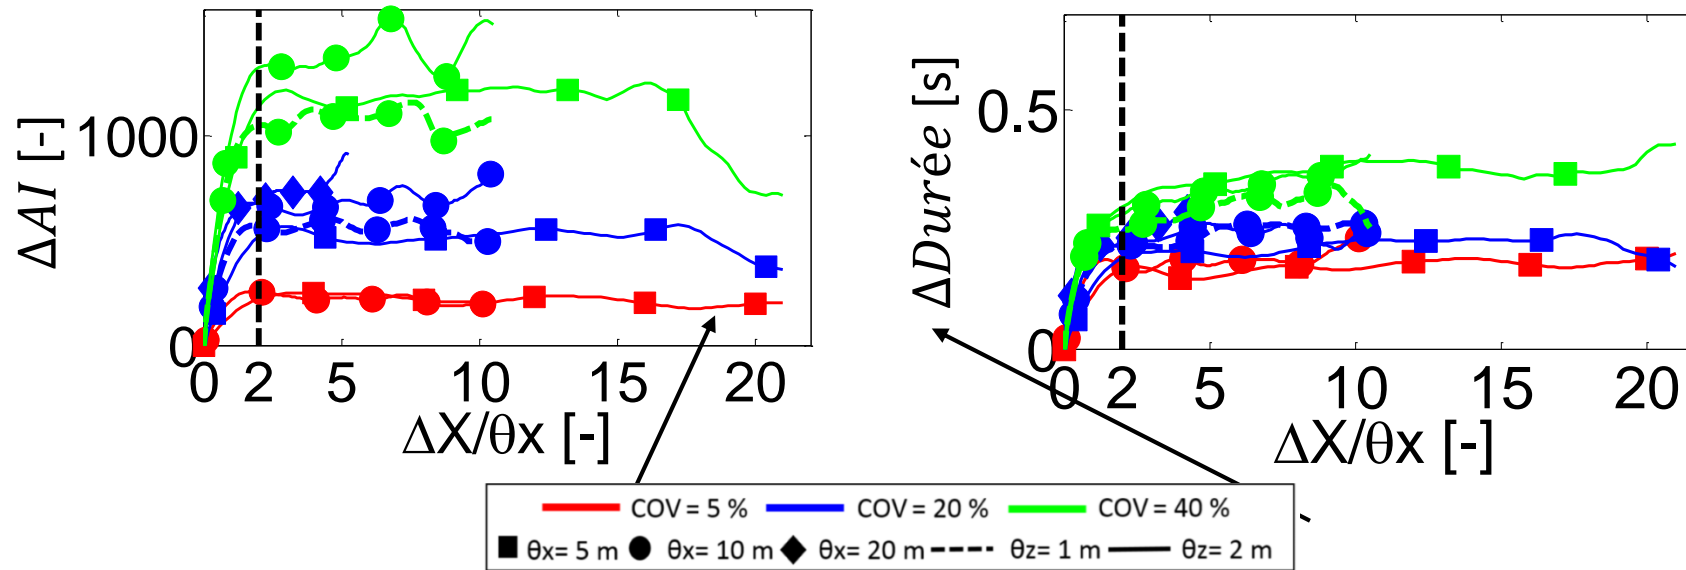 ΔAI [-]
1000
0
0 2 5 10 15 20
ΔX/θx [-]
ΔDurée [s]
0.5
0
0 2 5 10 15 20
ΔX/θx [-]
COV = 5 % COV = 20 % COV = 40 %
θx= 5 m θx= 10 m θx= 20 m θz= 1 m θz= 2 m